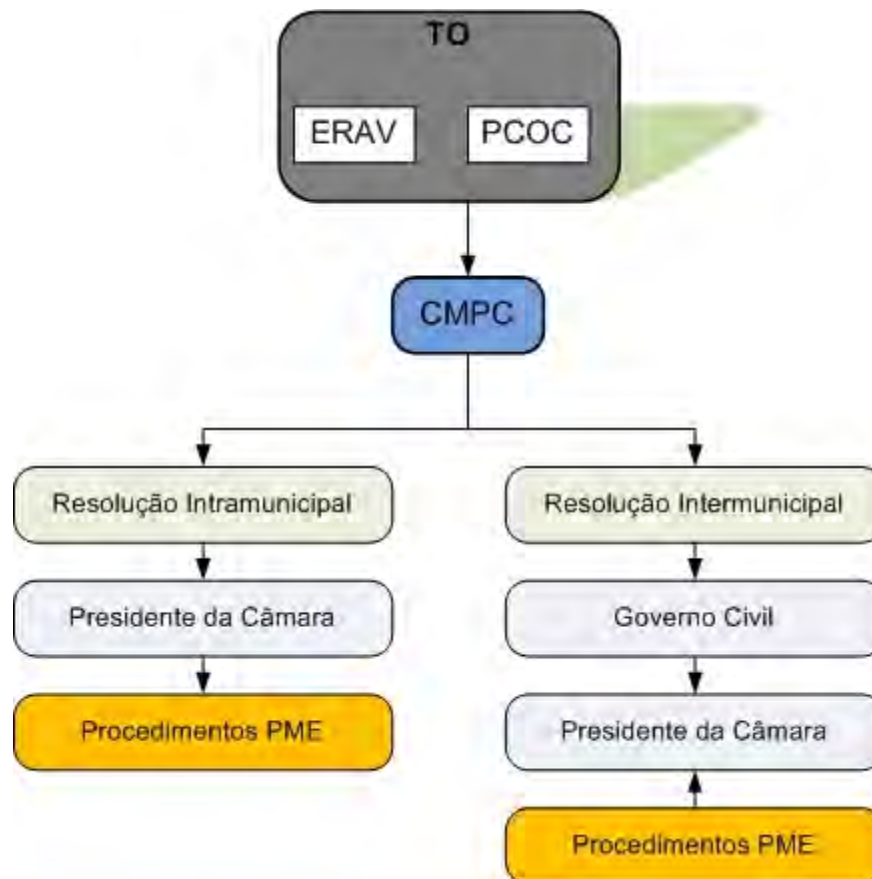 TO
ERAV
PCOC
CMPC
Resolução Intramunicipal
Presidente da Câmara
Procedimentos PME
Resolução Intermunicipal
Governo Civil
Presidente da Câmara
Procedimentos PME